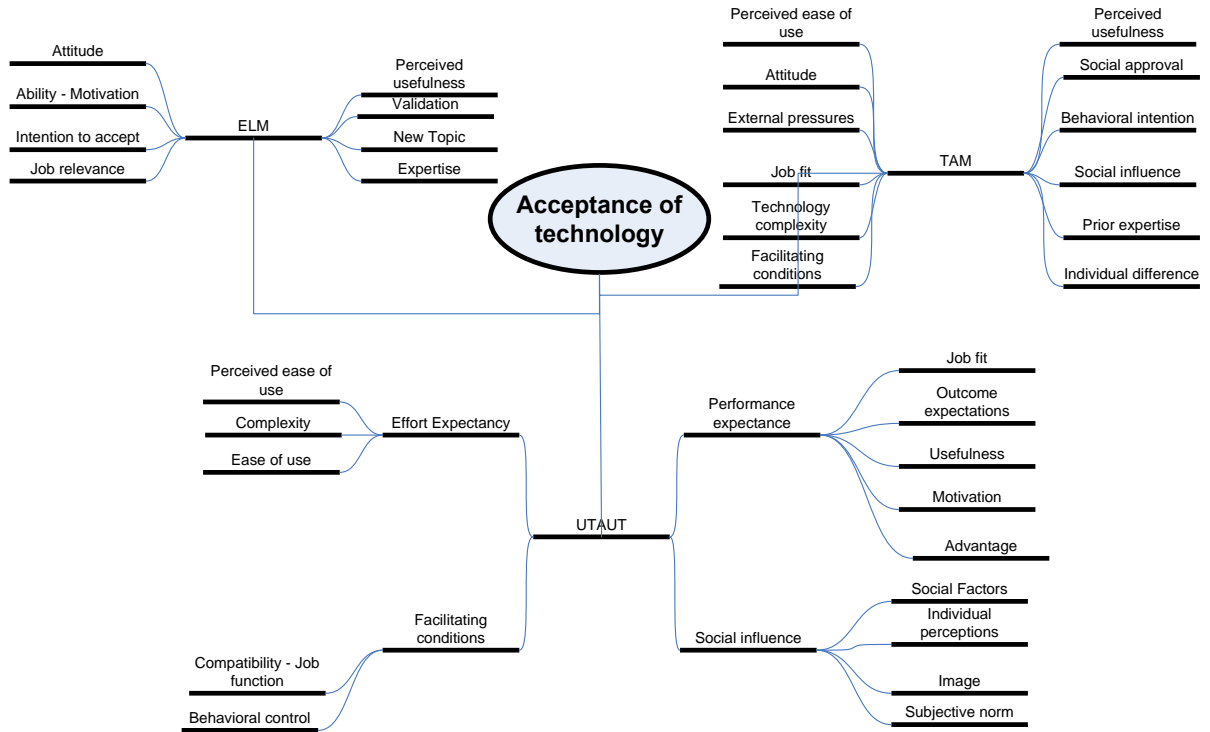 Attitude
Ability - Motivation
Intention to accept
Job relevance
ELM
Perceived
usefulness
Validation
New Topic
Expertise
Acceptance of
technology
Perceived ease of
use
Attitude
External pressures
Job fit
Technology
complexity
Facilitating
conditions
TAM
Perceived
usefulness
Social approval
Behavioral intention
Social influence
Prior expertise
Individual difference
Perceived ease of
use
Complexity
Ease of use
Effort Expectancy
Facilitating
conditions
Compatibility - Job
function
Behavioral control
UTAUT
Performance
expectance
Job fit
Outcome
expectations
Usefulness
Motivation
Advantage
Social influence
Social Factors
Individual
perceptions
Image
Subjective norm